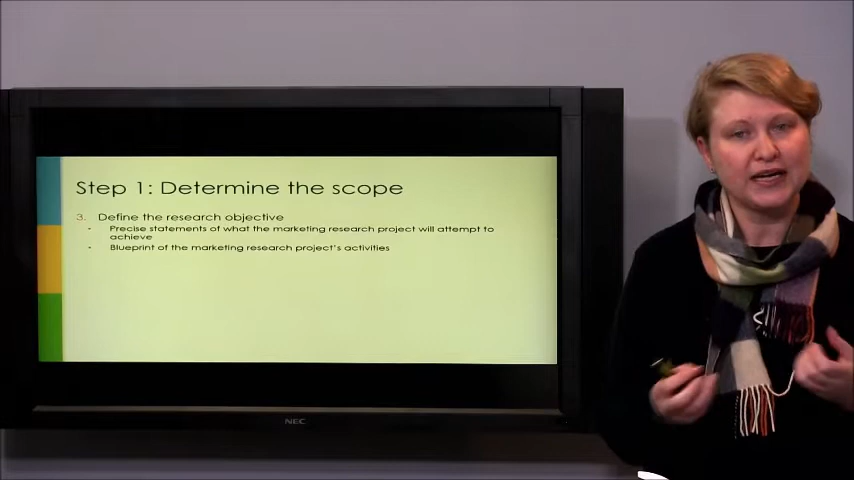 Step 1: Determine the scope
3. Define the research objective
- Precise statements of what the marketing research project will attempt to
achieve
- Blueprint of the marketing research project's activities
NEC